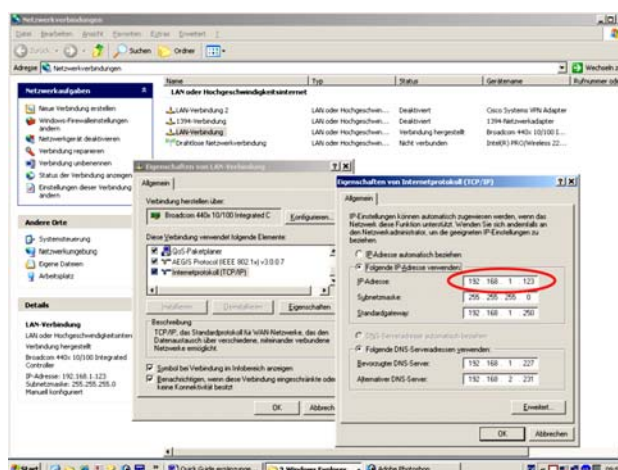 Netzwerkverbindungen
Datei Bearbeiten Ansicht Favoriten Extras Erweitert ?
Zurück Suchen Ordner
Adresse Netzwerkverbindungen Wechseln
Name Typ Status Gerätename Rufnummer od
Netzwerkaufgaben
Neue Verbindung erstellen
Windows-Firewalleinstellungen
ändern
Netzwerkgerät deaktivieren
Verbindung reparieren
Verbindung umbenennen
Status der Verbindung anzeigen
Einstellungen dieser Verbindung
ändern
Andere Orte
Systemsteuerung
Netzwerkumgebung
Eigene Dateien
Arbeitsplatz
Details
LAN-Verbindung
LAN oder Hochgeschwindigkeitsinter
Verbindung hergestellt
Broadcom 440x 10/100 Integrated
Controller
IP-Adresse: 192.168.1.123
Subnetzmaske: 255.255.255.0
Manuell konfiguriert
LAN oder Hochgeschwindigkeitsinternet
LAN-Verbindung 2 LAN oder Hochgeschwin... Deaktiviert Cisco Systems VPN Adapter
1394-Verbindung LAN oder Hochgeschwin... Deaktiviert 1394-Netzwerkadapter
LAN-Verbindung LAN oder Hochgeschwin... Verbindung hergestellt Broadcom 440x 10/100 I...
Drahtlose Netzwerkverbindung LAN oder Hochgeschwin... Nicht verbunden Intel(R) PRO/Wireless 22...
Eigenschaften von LAN-Verbindung
Allgemein
Verbindung herstellen über:
Broadcom 440x 10/100 Integrated C Konfigurieren...
Diese Verbindung verwendet folgende Elemente:
QoS-Paketplaner
AEGIS Protocol (IEEE 802.1x) v3.0.0.7
Internetprotokoll (TCP/IP)
Installieren... Deinstallieren Eigenschaften
Beschreibung
TCP/IP, das Standardprotokoll für WAN-Netzwerke, das den
Datenaustausch über verschiedene, miteinander verbundene
Netzwerke ermöglicht.
Symbol bei Verbindung im Infobereich anzeigen
Benachrichtigen, wenn diese Verbindung eingeschränkte oder
keine Konnektivität besitzt
OK Abbrech
Eigenschaften von Internetprotokoll (TCP/IP)
Allgemein
IP-Einstellungen können automatisch zugewiesen werden, wenn das
Netzwerk diese Funktion unterstützt. Wenden Sie sich andernfalls an
den Netzwerkadministrator, um die geeigneten IP-Einstellungen zu
beziehen.
IP-Adresse automatisch beziehen
Folgende IP-Adresse verwenden:
IP-Adresse: 192 . 168 . 1 . 123
Subnetzmaske: 255 . 255 . 255 . 0
Standardgateway: 192 . 168 . 1 . 250
DNS-Serveradresse automatisch beziehen
Folgende DNS-Serveradressen verwenden:
Bevorzugter DNS-Server: 192 . 168 . 1 . 227
Alternativer DNS-Server: 192 . 168 . 2 . 231
Erweitert...
OK Abbrechen
Start Quick Guide 2 Windows Explorer Adobe Photoshop